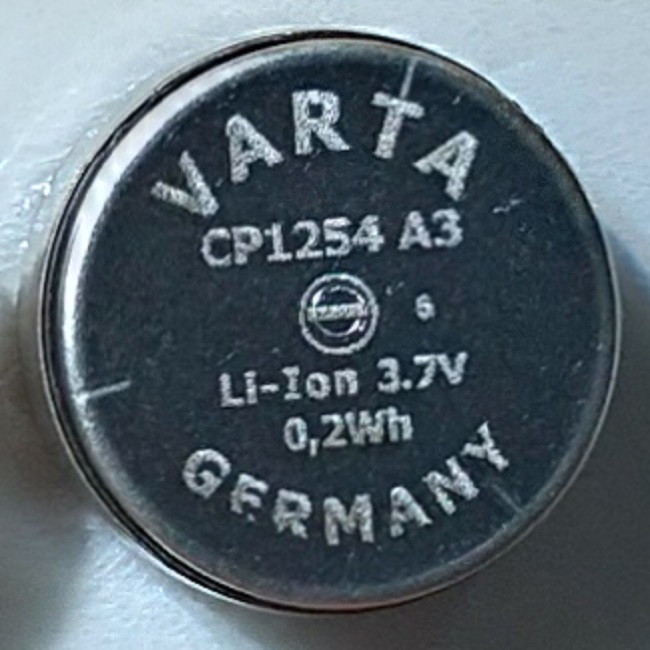 VARTA
CP1254 A3
6
Li-Ion 3.7V
0,2Wh
GERMANY